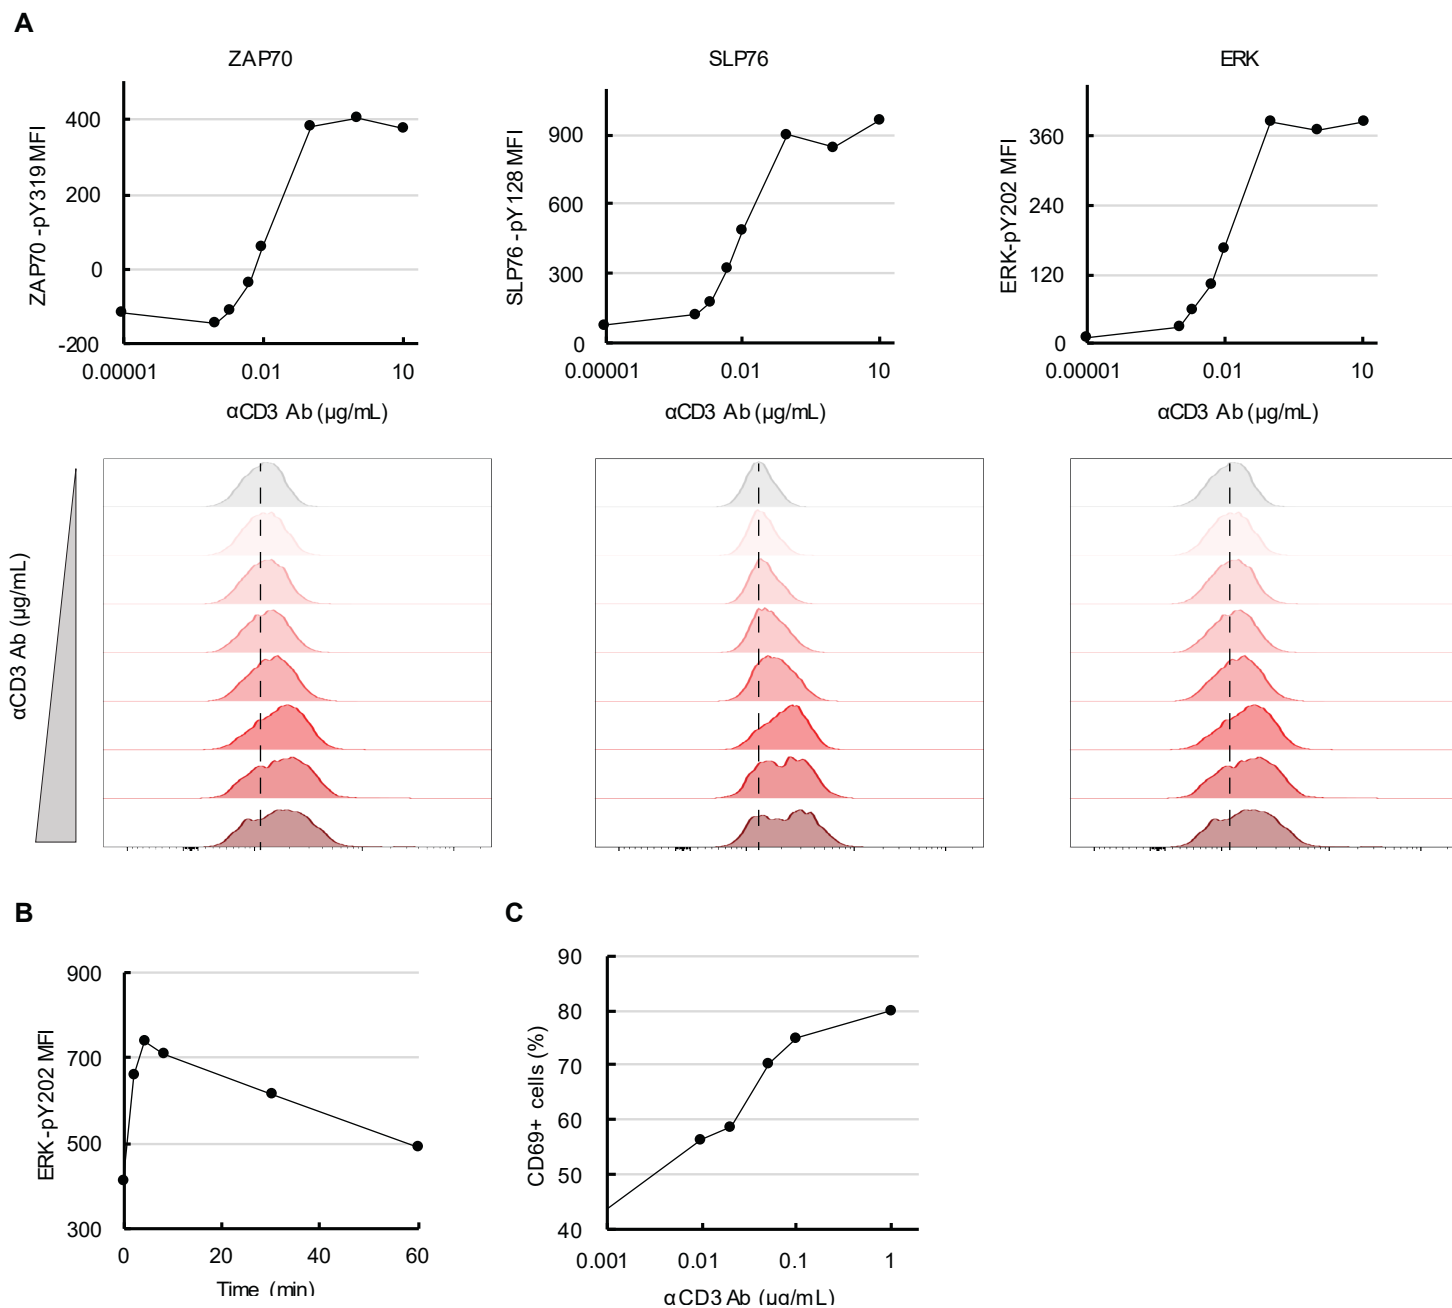 A
ZAP70
SLP76
ERK
ZAP70 -pY319 MFI
400
200
0
-200
0.00001
0.01
10
αCD3 Ab (µg/mL)
SLP76 -pY128 MFI
900
600
300
0
0.00001
0.01
10
αCD3 Ab (µg/mL)
ERK-pY202 MFI
360
240
120
0
0.00001
0.01
10
αCD3 Ab (µg/mL)
αCD3 Ab (µg/mL)
B
ERK-pY202 MFI
900
700
500
300
0
20
40
60
Time (min)
C
CD69+ cells (%)
90
80
70
60
50
40
0.001
0.01
0.1
1
αCD3 Ab (µg/mL)